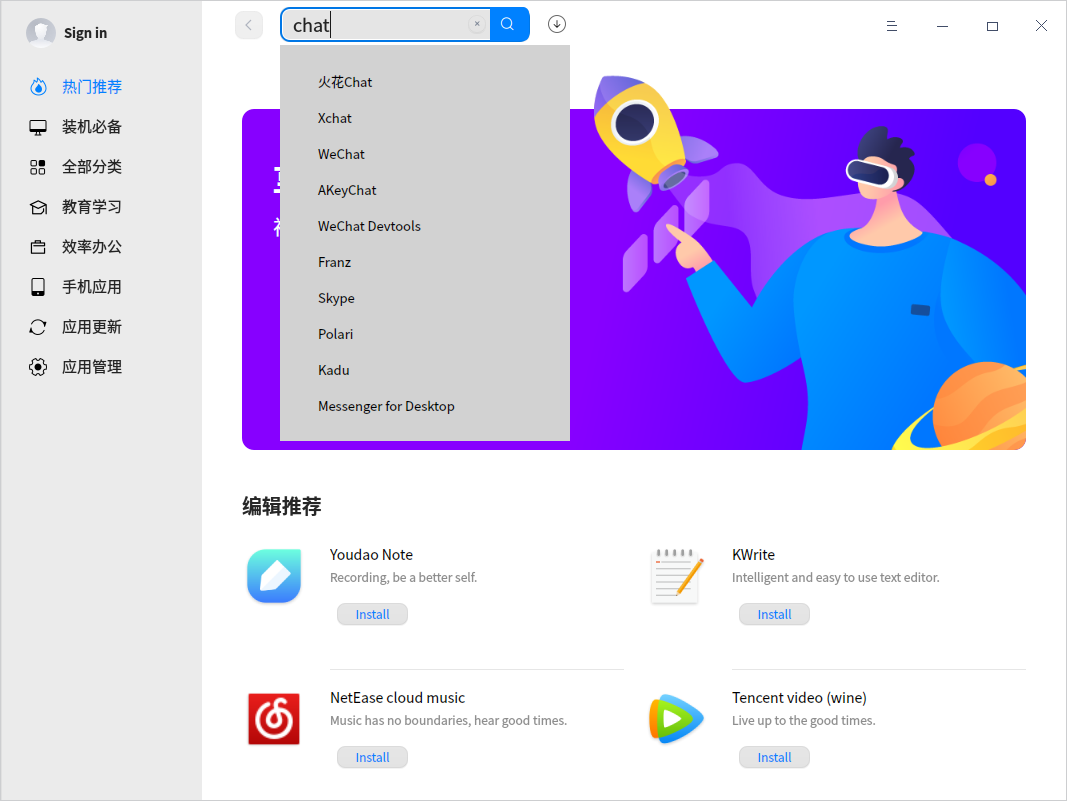 Sign in
热门推荐
装机必备
全部分类
教育学习
效率办公
手机应用
应用更新
应用管理
chat
火花Chat
Xchat
WeChat
AKeyChat
WeChat Devtools
Franz
Skype
Polari
Kadu
Messenger for Desktop
编辑推荐
Youdao Note
Recording, be a better self.
Install
KWrite
Intelligent and easy to use text editor.
Install
NetEase cloud music
Music has no boundaries, hear good times.
Install
Tencent video (wine)
Live up to the good times.
Install